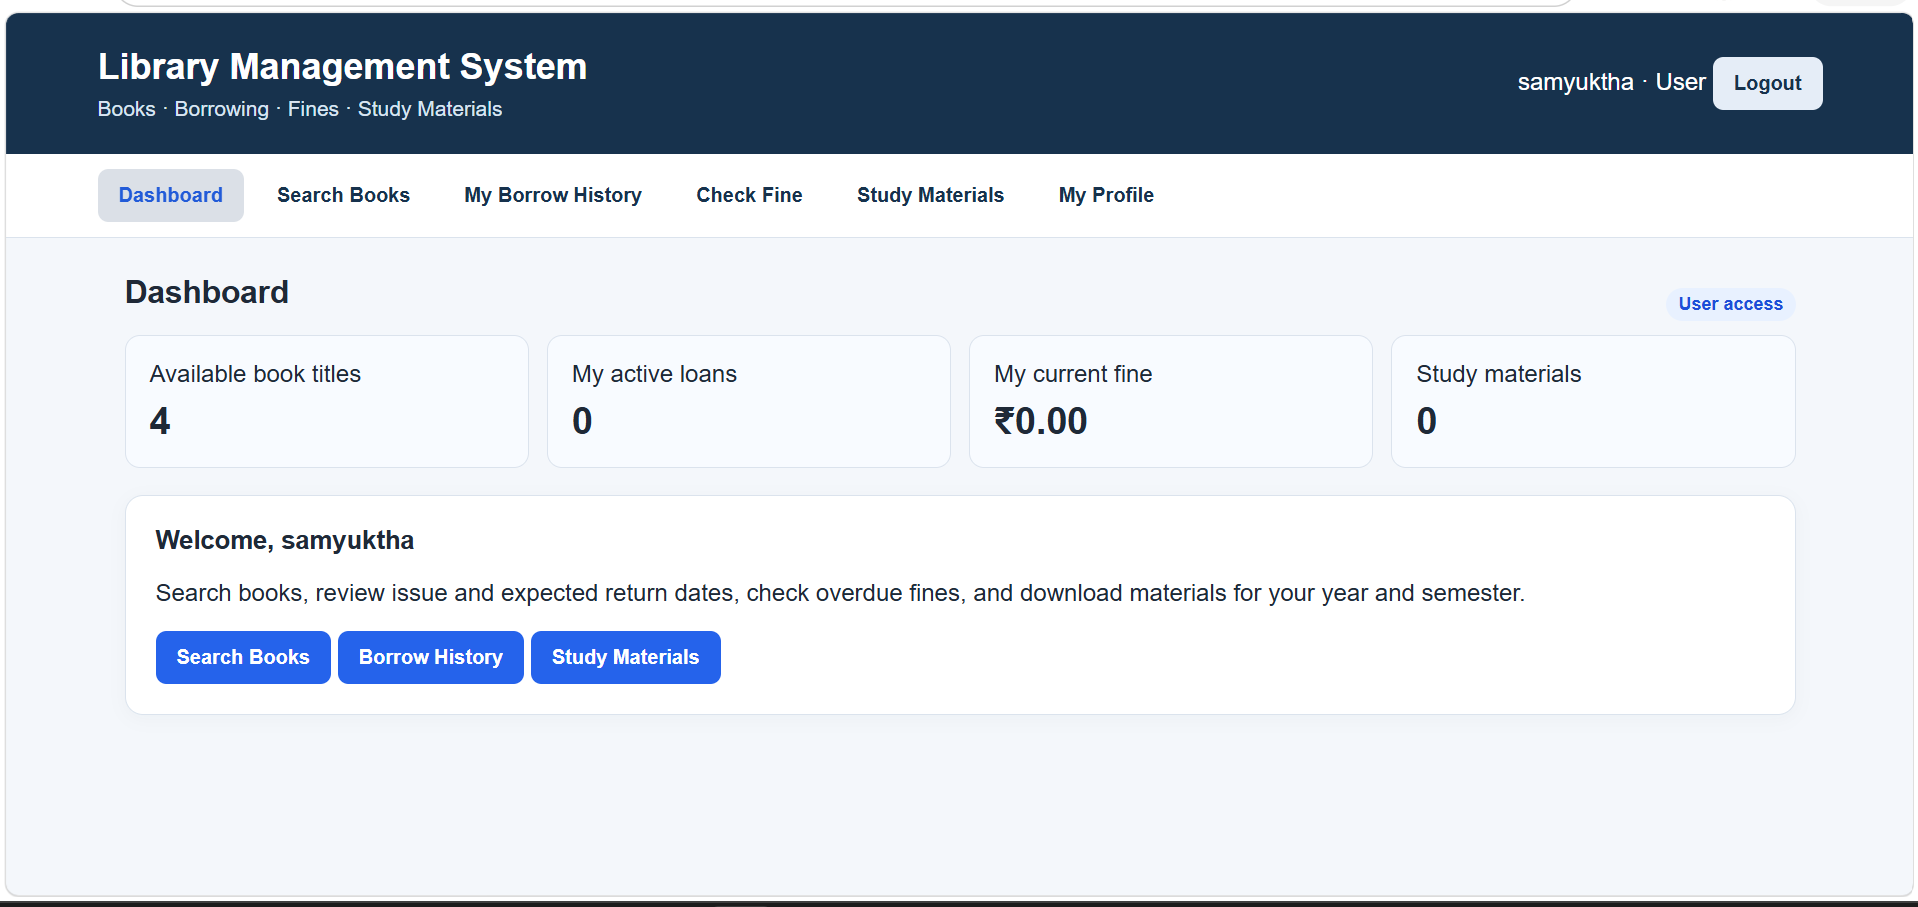 Library Management System
Books · Borrowing · Fines · Study Materials
samyuktha · User Logout
Dashboard Search Books My Borrow History Check Fine Study Materials My Profile
Dashboard
User access
Available book titles
4
My active loans
0
My current fine
₹0.00
Study materials
0
Welcome, samyuktha
Search books, review issue and expected return dates, check overdue fines, and download materials for your year and semester.
Search Books Borrow History Study Materials